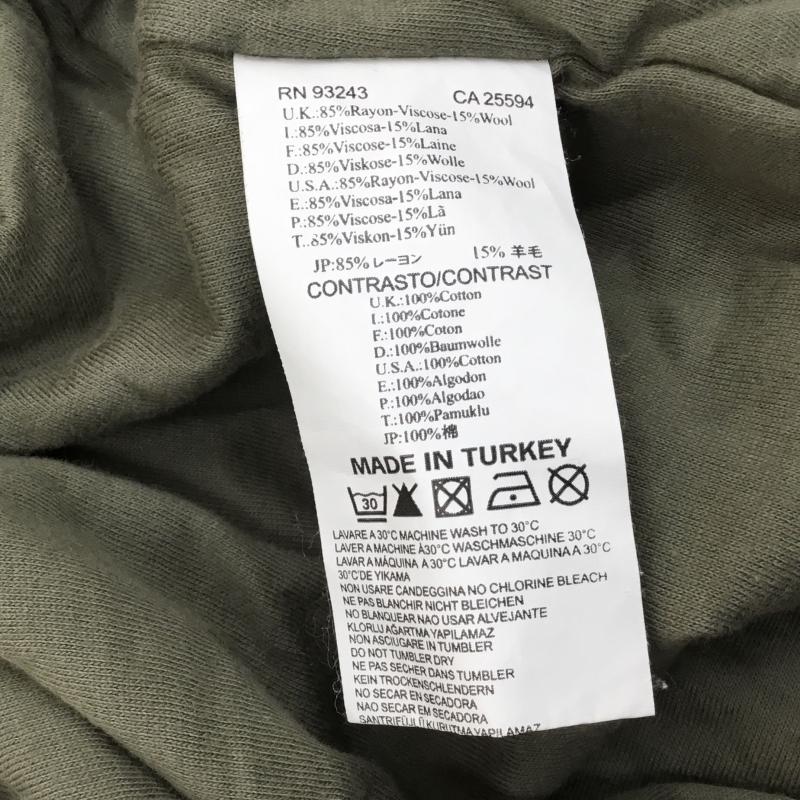 RN 93243 CA 25594
U.K.:85%Rayon-Viscose-15%Wool
I.:85%Viscosa-15%Lana
F.:85%Viscose-15%Laine
D.:85%Viskose-15%Wolle
U.S.A.:85%Rayon-Viscose-15%Wool
E.:85%Viscosa-15%Lana
P.:85%Viscose-15%Lã
T..85%Viskon-15%Yün
JP:85% レーヨン 15% 羊毛
CONTRASTO/CONTRAST
U.K.:100%Cotton
I.:100%Cotone
F.:100%Coton
D.:100%Baumwolle
U.S.A.:100%Cotton
E.:100%Algodon
P.:100%Algodao
T.:100%Pamuklu
JP:100%棉
MADE IN TURKEY
30
LAVARE A 30°C MACHINE WASH TO 30°C
LAVER A MACHINE À30°C WASCHMASCHINE 30°C
LAVAR A MÁQUINA A 30°C LAVAR A MAQUINA A 30°C
30°C'DE YIKAMA
NON USARE CANDEGGINA NO CHLORINE BLEACH
NE PAS BLANCHIR NICHT BLEICHEN
NO BLANQUEAR NAO USAR ALVEJANTE
KLORLU AĞARTMA YAPILAMAZ
NON ASCIUGARE IN TUMBLER
DO NOT TUMBLER DRY
NE PAS SECHER DANS TUMBLER
KEIN TROCKENSCHLENDERN
NO SECAR EN SECADORA
NO SECAR EM SECADORA
SANTRIFÜJLÜ KURUTMA YAPILAMAZ